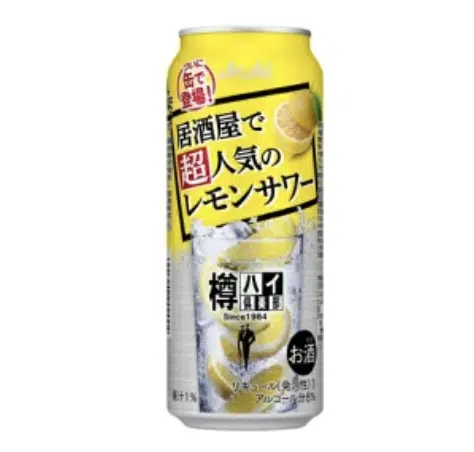 ついに
缶で
登場!
Asahi
居酒屋で
超人気の
レモンサワー
樽ハイ
倶楽部
Since1984
お酒
リキュール(発泡性)①
アルコール分8%
果汁1%